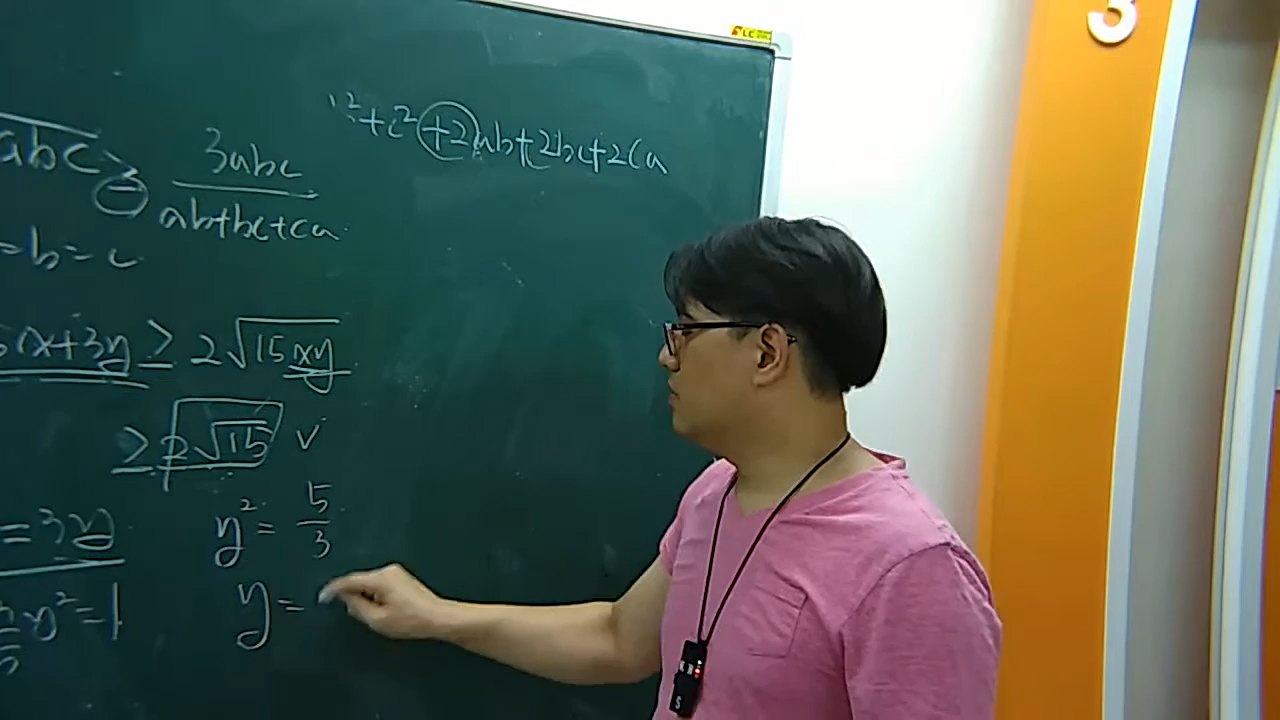 ²+c²+2ab+2bc+2ca
abc ≥ 3abc/(ab+bc+ca)
=b=c
5x+3y ≥ 2√15xy
≥ 2√15 ✓
=3y
y² = 5/3
y² = 1
y =
3